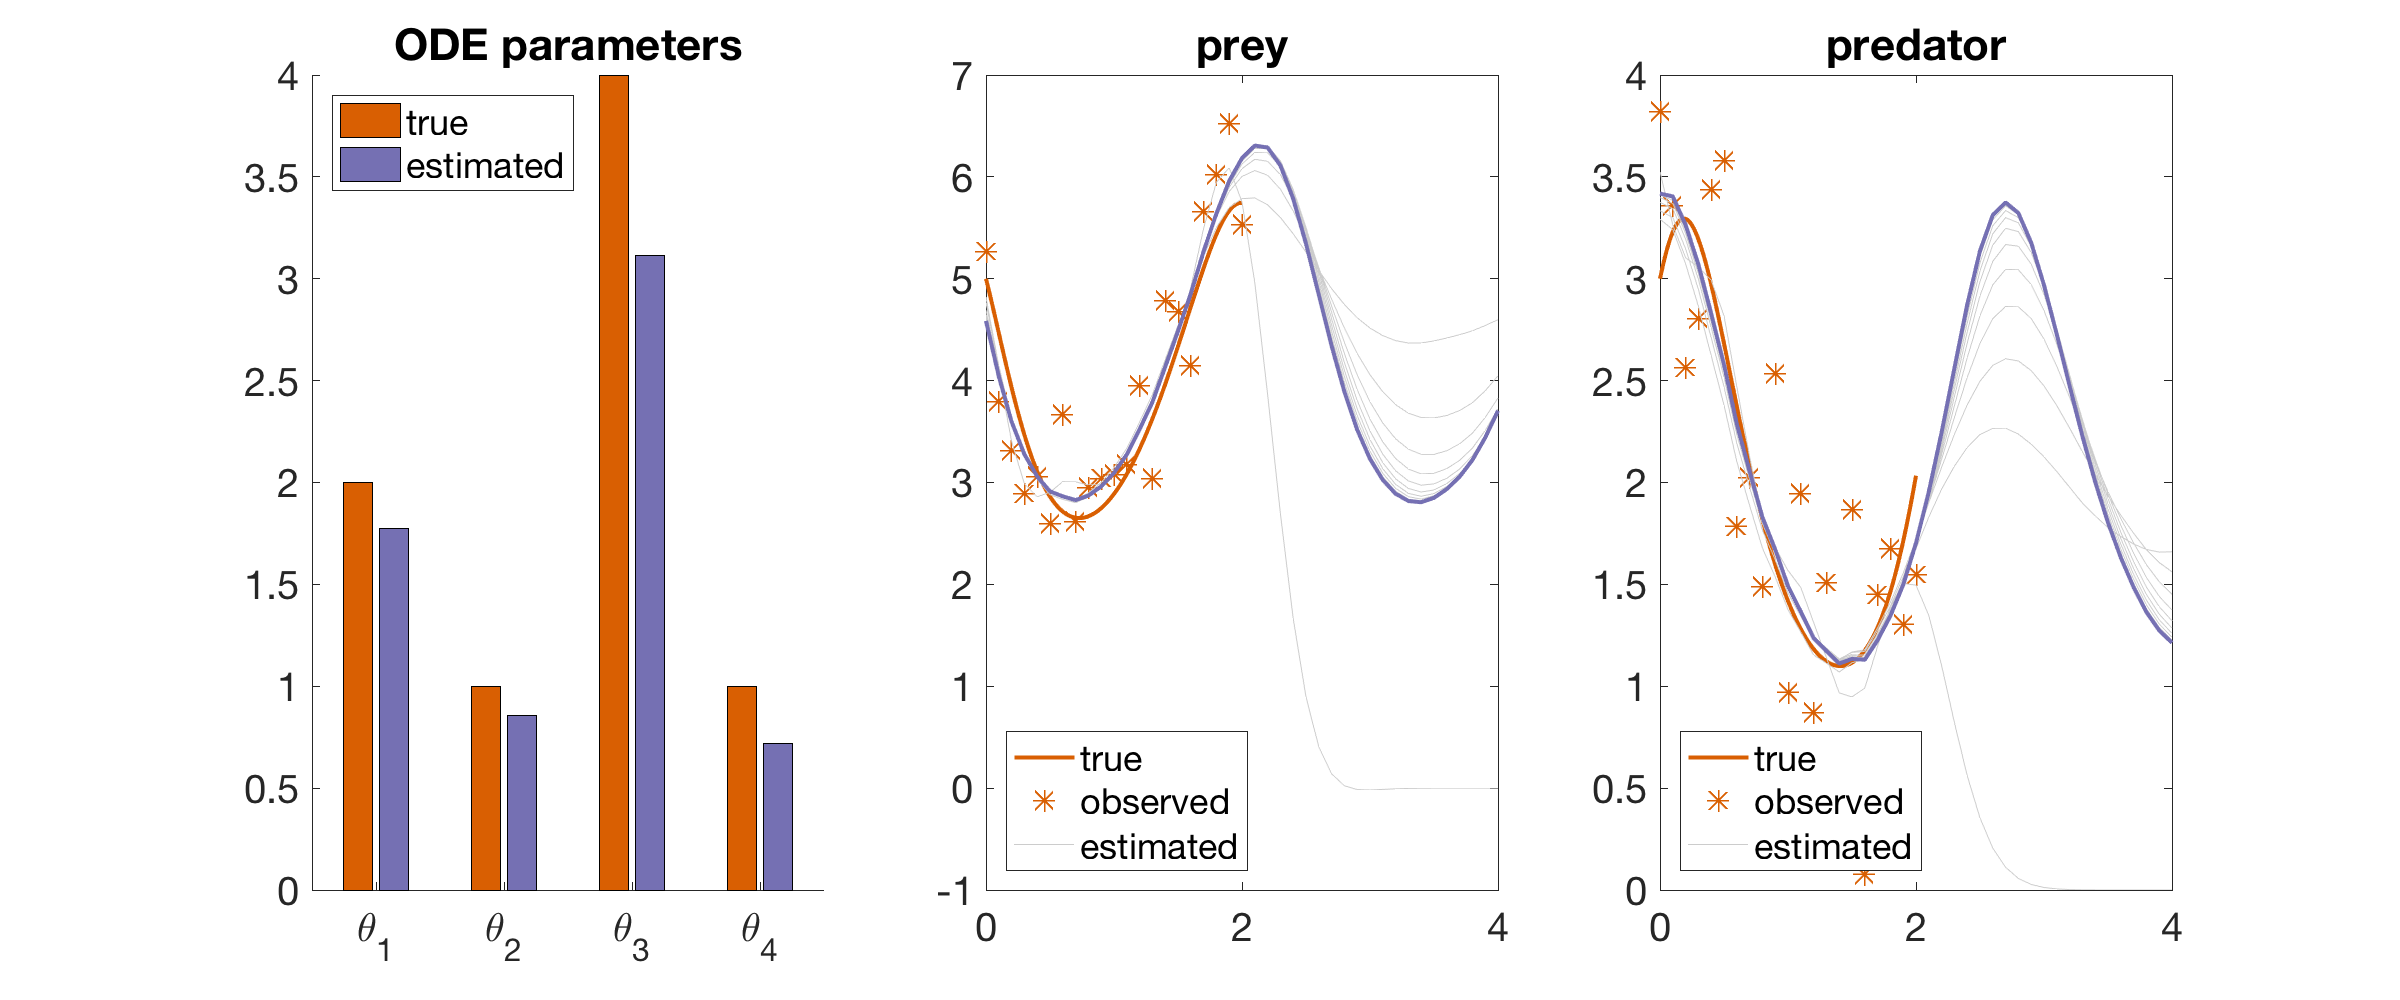 ODE parameters
4
3.5
3
2.5
2
1.5
1
0.5
0
θ1
θ2
θ3
θ4
true
estimated
prey
7
6
5
4
3
2
1
0
-1
0
2
4
true
observed
estimated
predator
4
3.5
3
2.5
2
1.5
1
0.5
0
0
2
4
true
observed
estimated